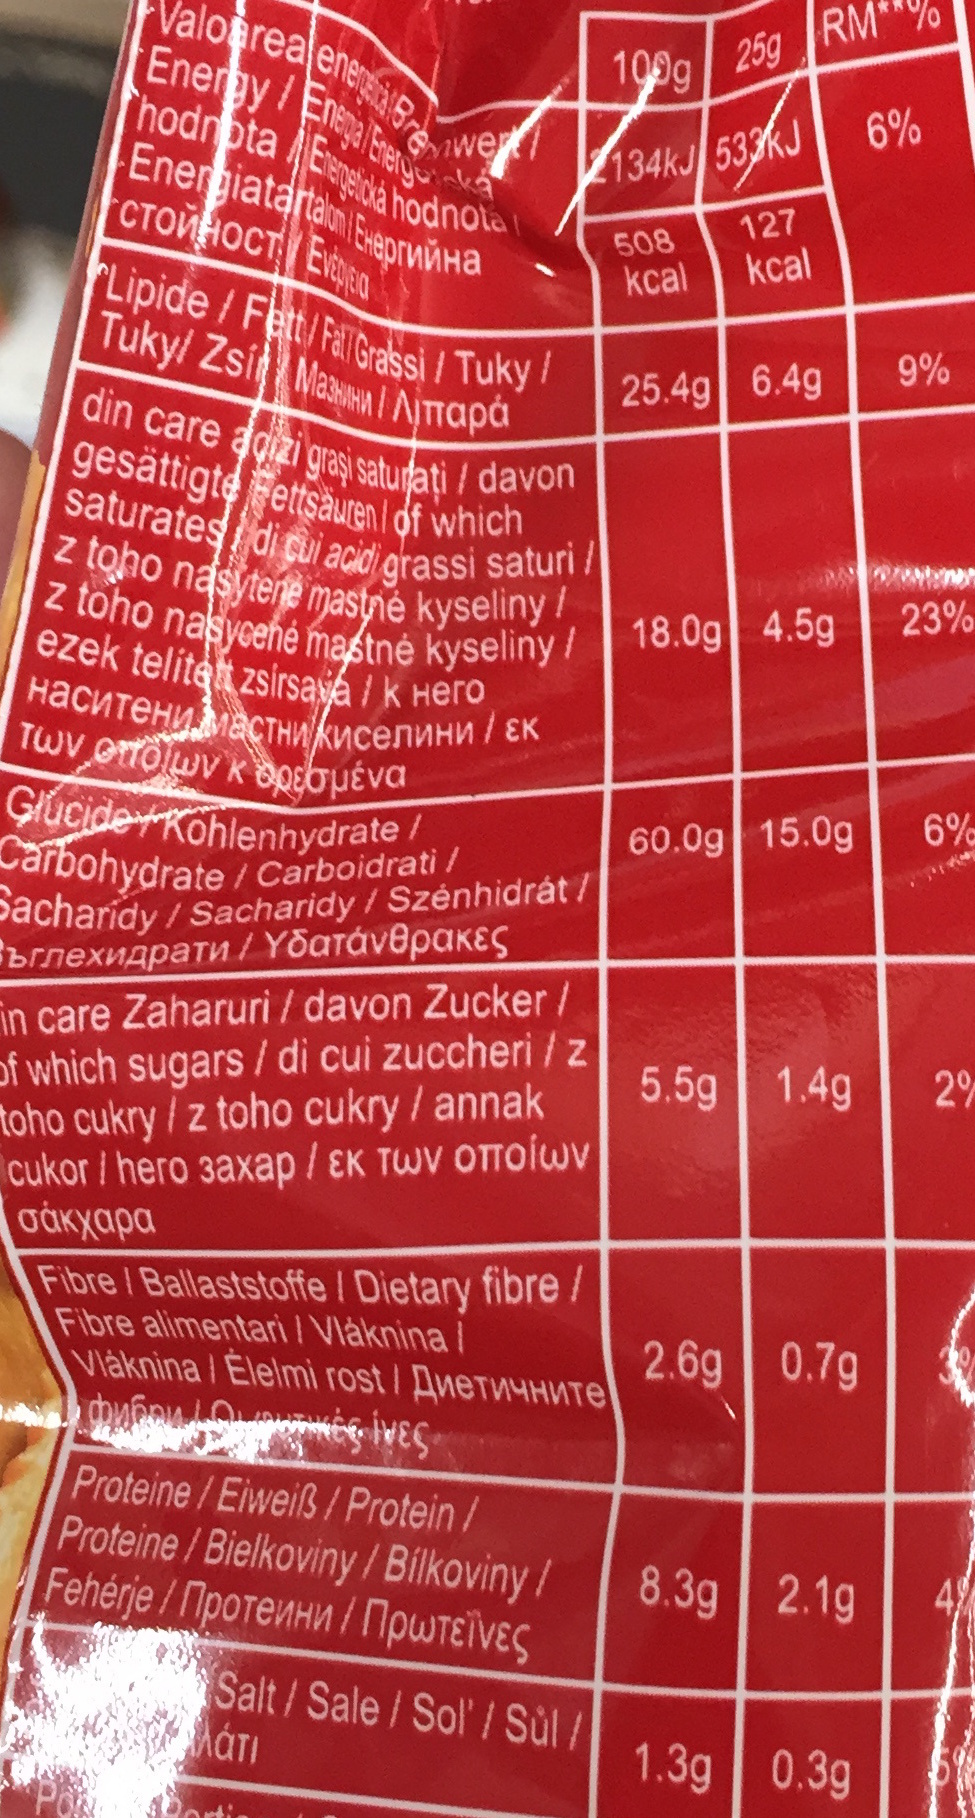 100g 25g RM**%
Valoarea energetică / Brennwert /
Energy / Energia / Energetická
hodnota / Energetická hodnota /
Energiatartalom / Енергийна
стойност / Ενέργεια
2134kJ 533kJ 6%
508 127
kcal kcal
Lipide / Fett / Fat / Grassi / Tuky /
Tuky/ Zsír / Мазнини / Λιπαρά
25.4g 6.4g 9%
din care acizi grași saturați / davon
gesättigte Fettsäuren / of which
saturates / di cui acidi grassi saturi /
z toho nasýtené mastné kyseliny /
z toho nasycené mastné kyseliny /
ezek telített zsírsava / k него
наситени мастни киселини / εκ
των οποίων κορεσμένα
18.0g 4.5g 23%
Glucide / Kohlenhydrate /
Carbohydrate / Carboidrati /
Sacharidy / Sacharidy / Szénhidrát /
Въглехидрати / Υδατάνθρακες
60.0g 15.0g 6%
in care Zaharuri / davon Zucker /
of which sugars / di cui zuccheri / z
toho cukry / z toho cukry / annak
cukor / hero захар / εκ των οποίων
σάκχαρα
5.5g 1.4g 2%
Fibre / Ballaststoffe / Dietary fibre /
Fibre alimentari / Vláknina /
Vláknina / Élelmi rost / Диетичните
фибри / ίνες
2.6g 0.7g
Proteine / Eiweiß / Protein /
Proteine / Bielkoviny / Bílkoviny /
Fehérje / Протеини / Πρωτεΐνες
8.3g 2.1g 4
Salt / Sale / Sol' / Sůl /
λάτι
1.3g 0.3g 5%